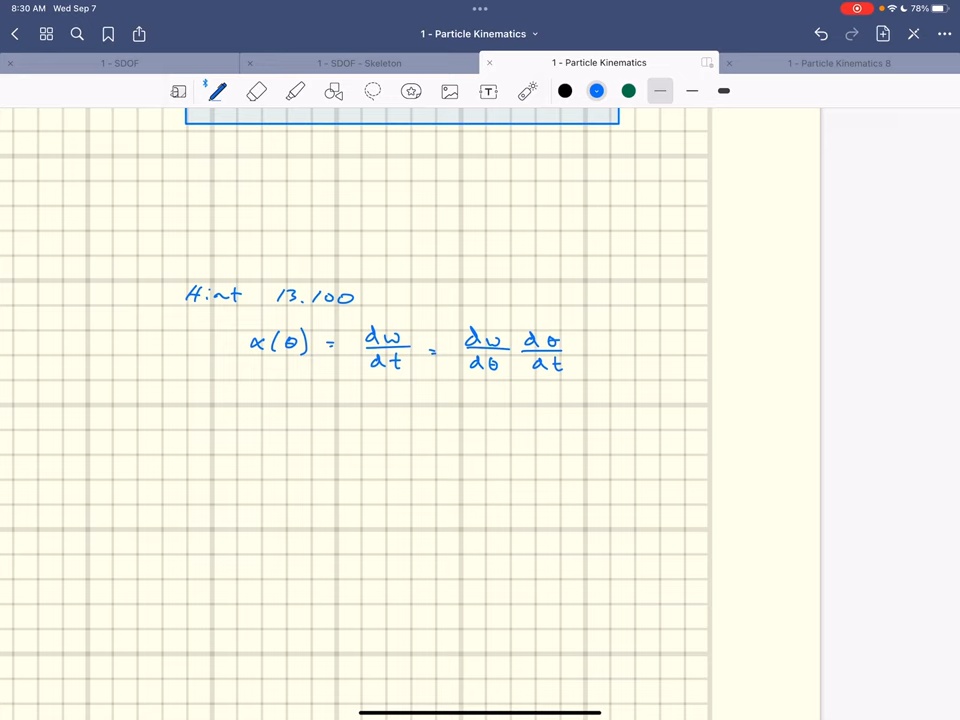 8:30 AM Wed Sep 7
78%
1 - Particle Kinematics
1 - SDOF
1 - SDOF - Skeleton
1 - Particle Kinematics
1 - Particle Kinematics B
Hint 13.100
α(θ) = dω/dt = dω/dθ dθ/dt